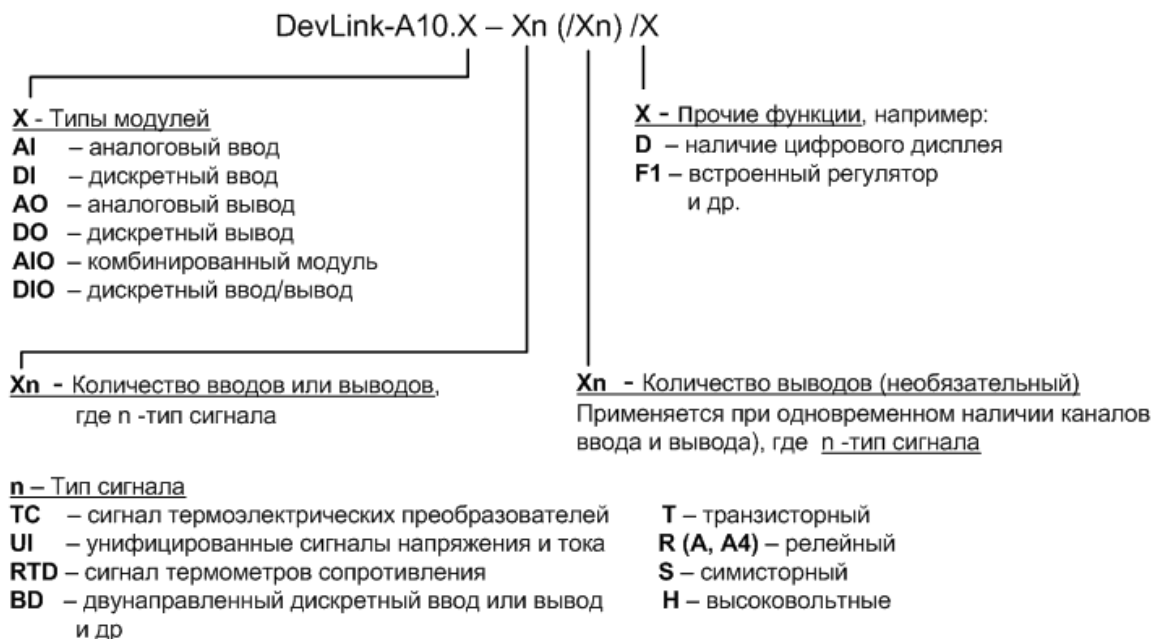 DevLink-A10.X – Xn (/Xn) /X
X - Типы модулей
AI – аналоговый ввод
DI – дискретный ввод
AO – аналоговый вывод
DO – дискретный вывод
AIO – комбинированный модуль
DIO – дискретный ввод/вывод
X - Прочие функции, например:
D – наличие цифрового дисплея
F1 – встроенный регулятор
и др.
Xn - Количество вводов или выводов,
где n -тип сигнала
Xn - Количество выводов (необязательный)
Применяется при одновременном наличии каналов
ввода и вывода), где n -тип сигнала
n – Тип сигнала
TC – сигнал термоэлектрических преобразователей
UI – унифицированные сигналы напряжения и тока
RTD – сигнал термометров сопротивления
BD – двунаправленный дискретный ввод или вывод
и др
T – транзисторный
R (A, A4) – релейный
S – симисторный
H – высоковольтные